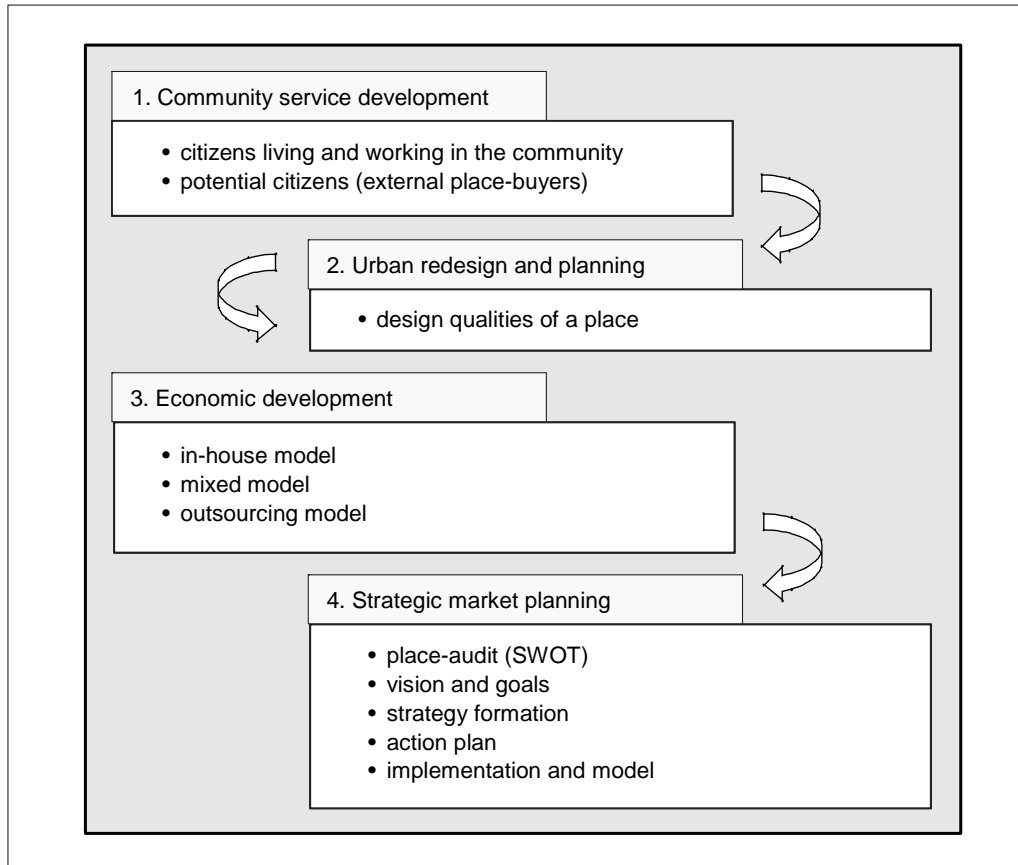 1. Community service development
• citizens living and working in the community
• potential citizens (external place-buyers)
2. Urban redesign and planning
• design qualities of a place
3. Economic development
• in-house model
• mixed model
• outsourcing model
4. Strategic market planning
• place-audit (SWOT)
• vision and goals
• strategy formation
• action plan
• implementation and model